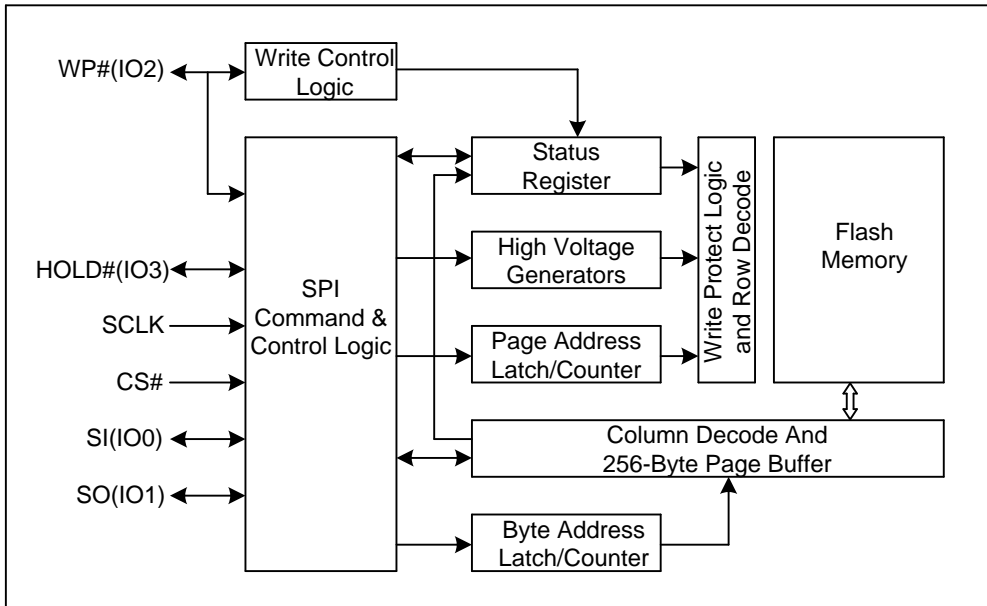 WP#(IO2)
Write Control
Logic
HOLD#(IO3)
SCLK
CS#
SI(IO0)
SO(IO1)
SPI
Command &
Control Logic
Status
Register
High Voltage
Generators
Page Address
Latch/Counter
Write Protect Logic
and Row Decode
Flash
Memory
Column Decode And
256-Byte Page Buffer
Byte Address
Latch/Counter